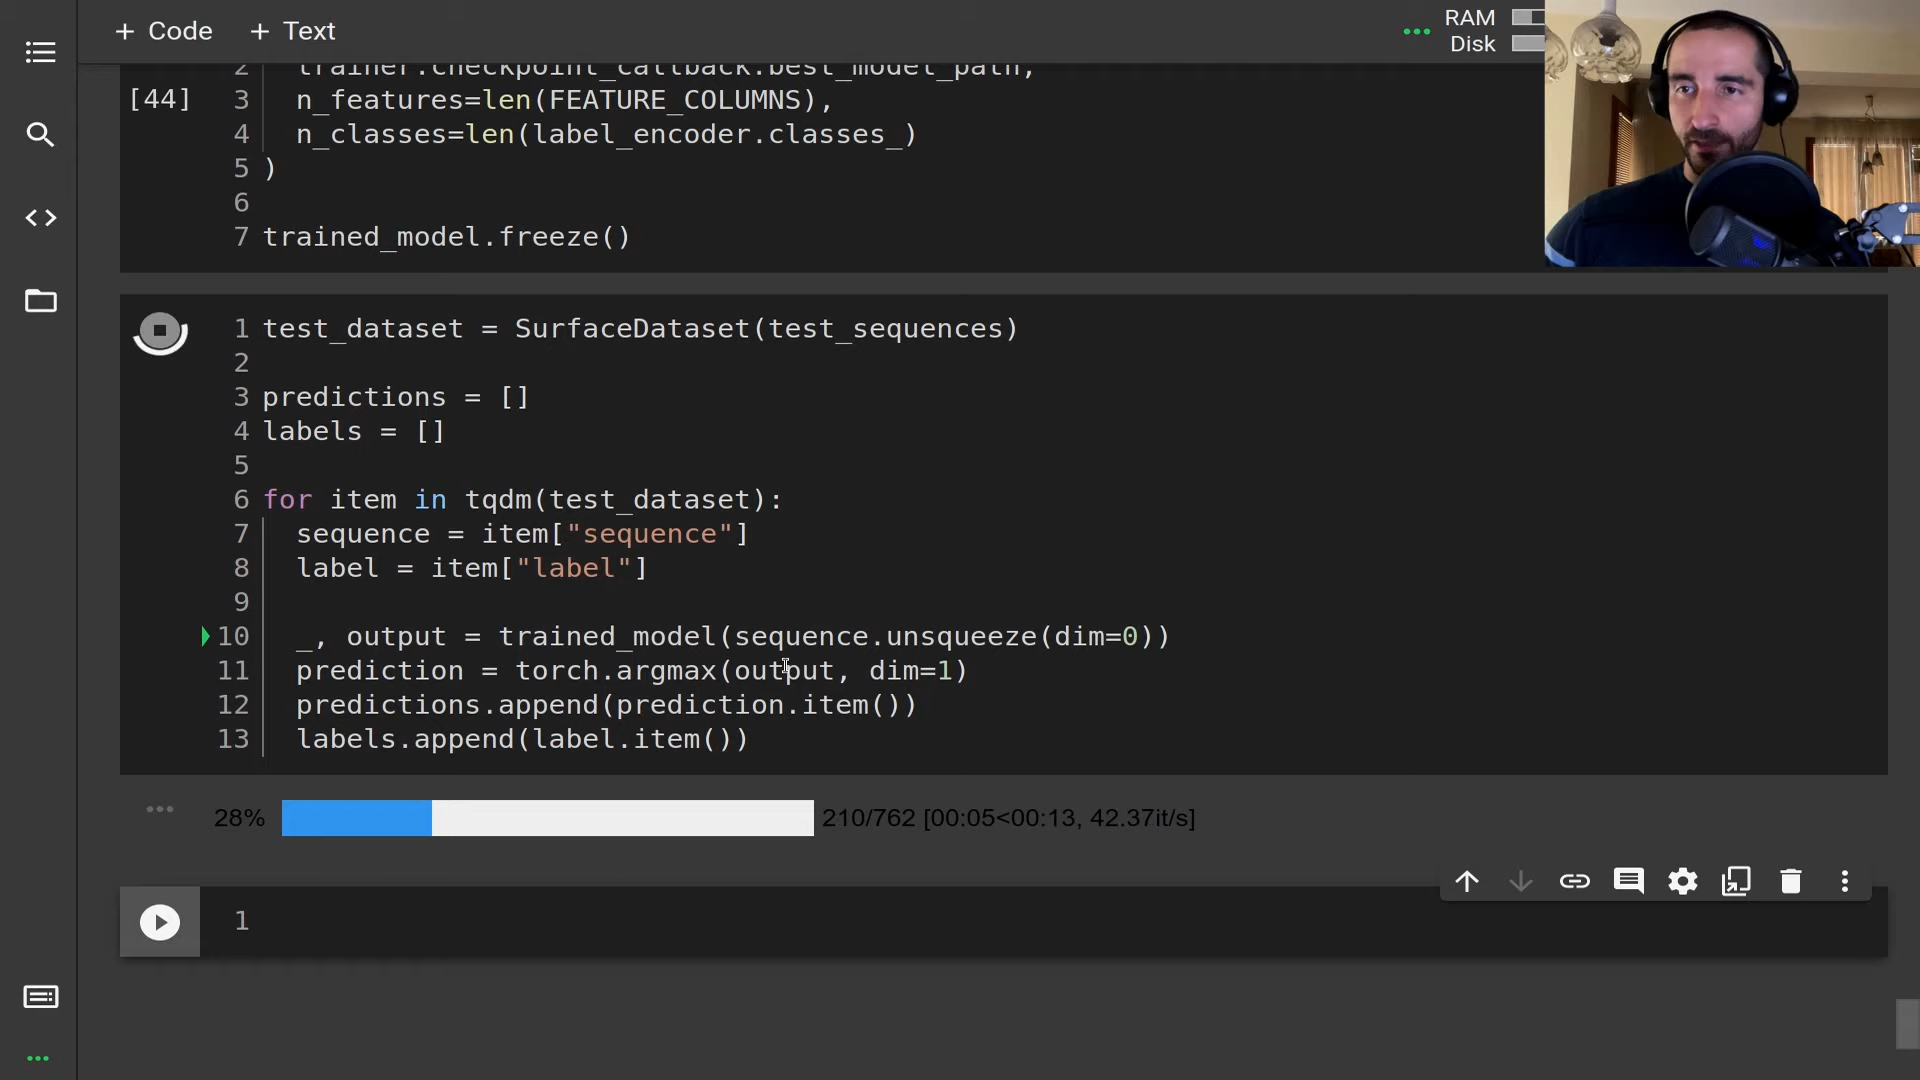 + Code + Text
RAM
Disk
[44]
2 trainer.checkpoint_callback.best_model_path,
3 n_features=len(FEATURE_COLUMNS),
4 n_classes=len(label_encoder.classes_)
5 )
6
7 trained_model.freeze()
1 test_dataset = SurfaceDataset(test_sequences)
2
3 predictions = []
4 labels = []
5
6 for item in tqdm(test_dataset):
7 sequence = item["sequence"]
8 label = item["label"]
9
10 _, output = trained_model(sequence.unsqueeze(dim=0))
11 prediction = torch.argmax(output, dim=1)
12 predictions.append(prediction.item())
13 labels.append(label.item())
28% 210/762 [00:05<00:13, 42.37it/s]
1